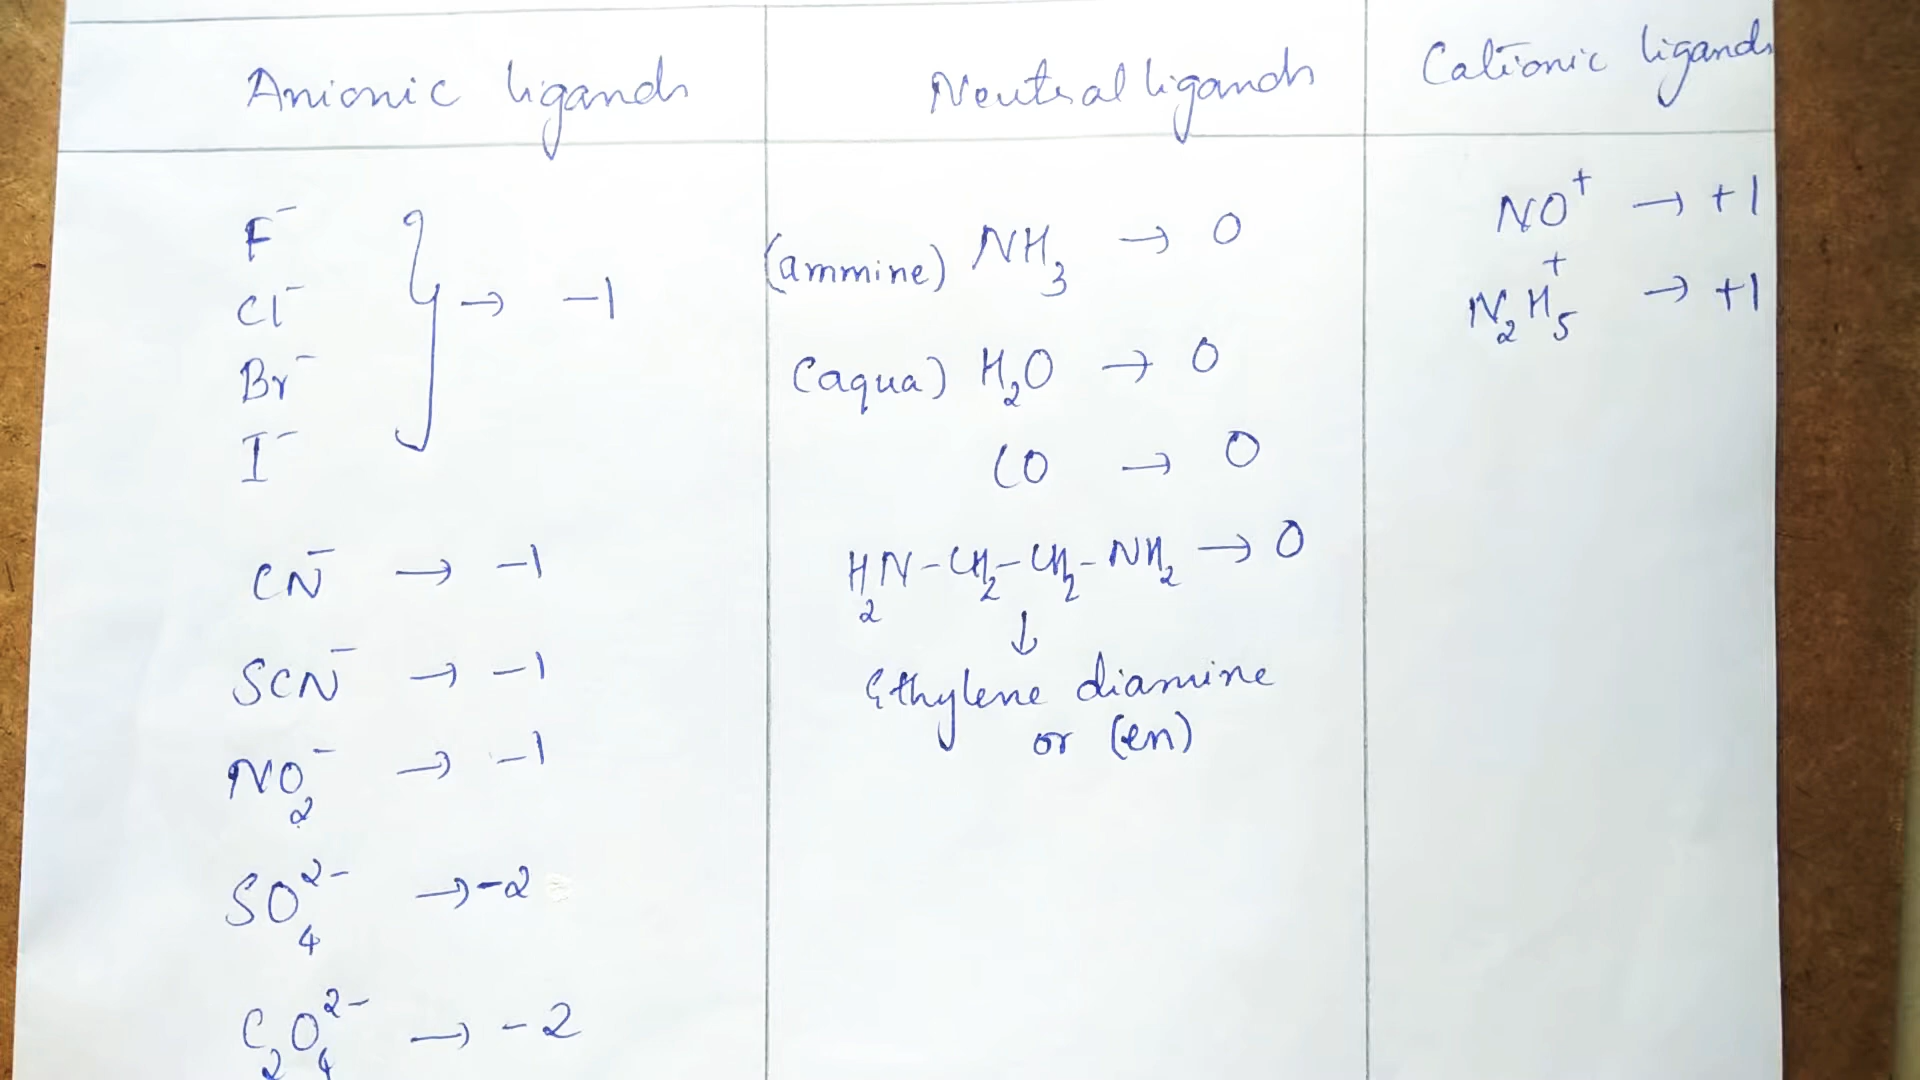 Anionic ligands
F⁻
Cl⁻
Br⁻
I⁻
} → -1
CN⁻ → -1
SCN⁻ → -1
NO₂⁻ → -1
SO₄²⁻ → -2
C₂O₄²⁻ → -2
Neutral ligands
(ammine) NH₃ → 0
(aqua) H₂O → 0
CO → 0
H₂N-CH₂-CH₂-NH₂ → 0
↓
Ethylene diamine
or (en)
Cationic ligands
NO⁺ → +1
N₂H₅⁺ → +1